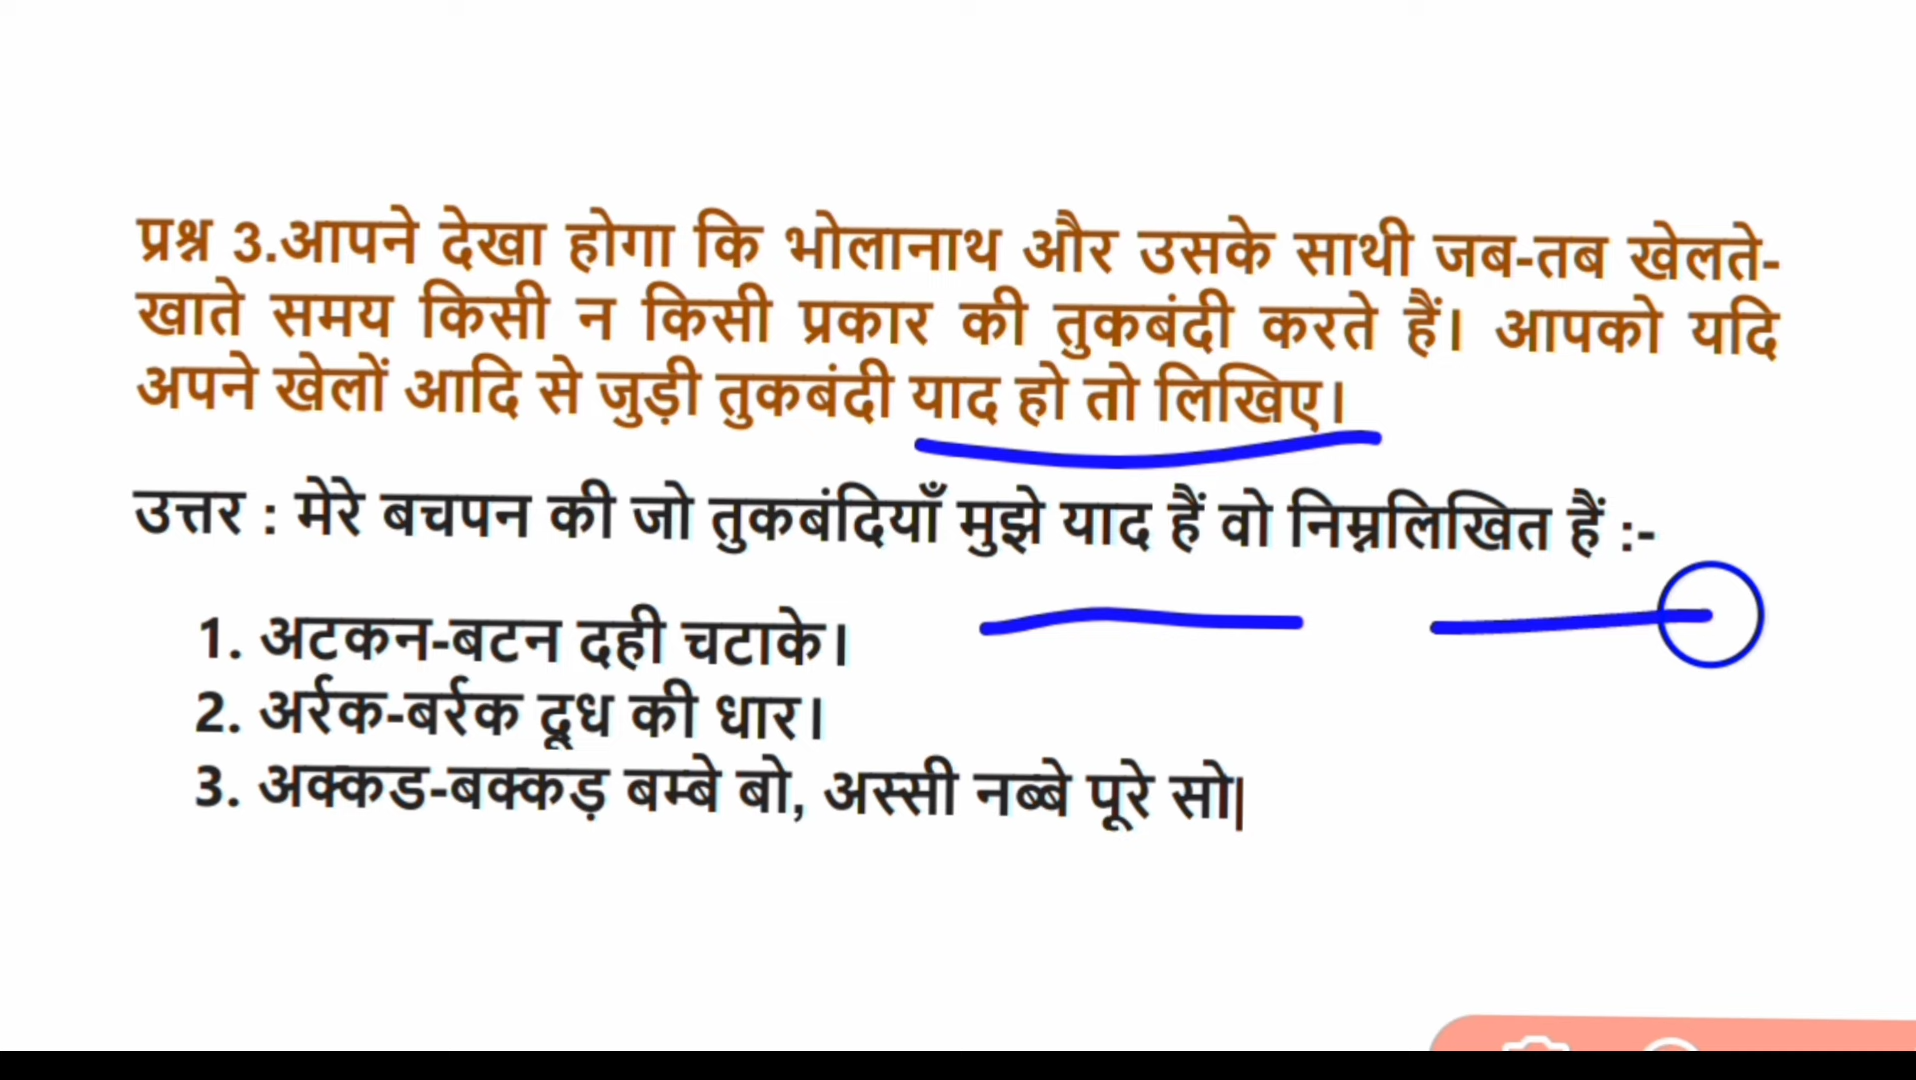 प्रश्न 3.आपने देखा होगा कि भोलानाथ और उसके साथी जब-तब खेलते-
खाते समय किसी न किसी प्रकार की तुकबंदी करते हैं। आपको यदि
अपने खेलों आदि से जुड़ी तुकबंदी याद हो तो लिखिए।
उत्तर : मेरे बचपन की जो तुकबंदियाँ मुझे याद हैं वो निम्नलिखित हैं :-
1. अटकन-बटन दही चटाके।
2. अर्रक-बर्रक दूध की धार।
3. अक्कड-बक्कड़ बम्बे बो, अस्सी नब्बे पूरे सो|